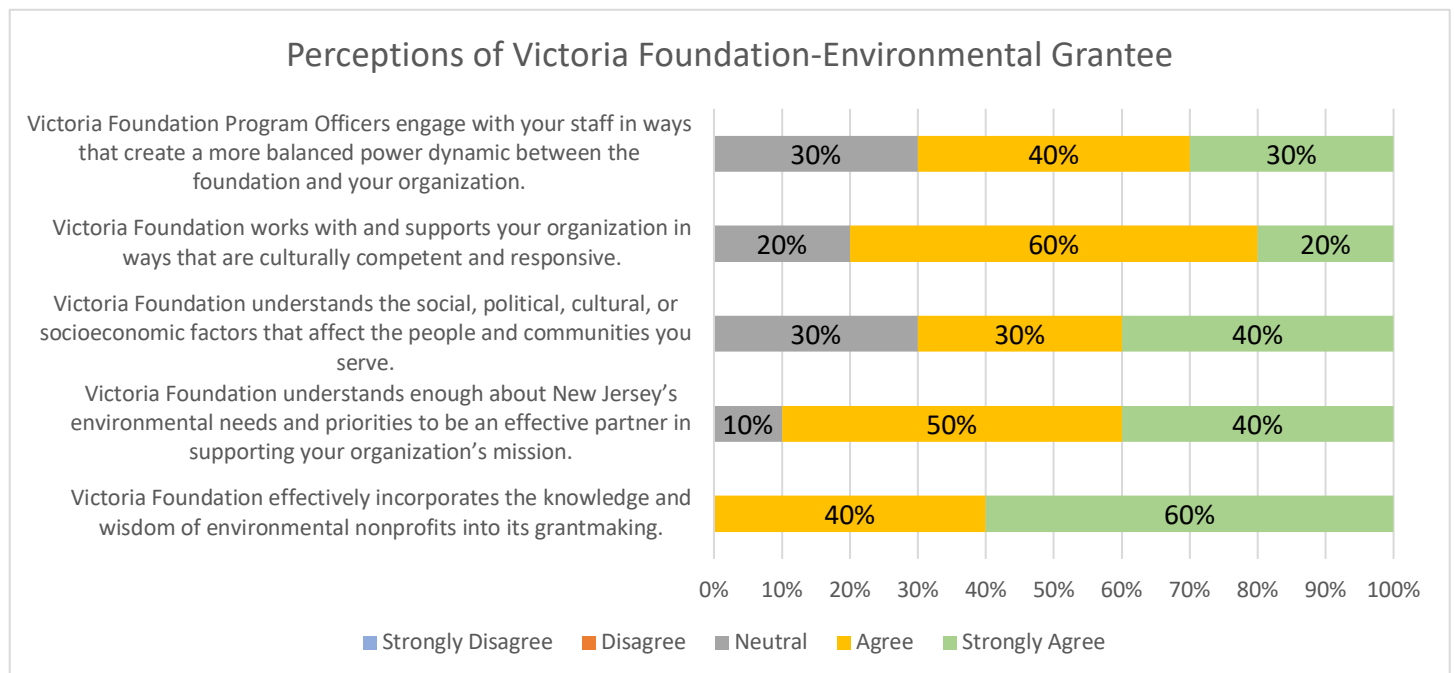 Perceptions of Victoria Foundation-Environmental Grantee
Victoria Foundation Program Officers engage with your staff in ways
that create a more balanced power dynamic between the
foundation and your organization.
30% 40% 30%
Victoria Foundation works with and supports your organization in
ways that are culturally competent and responsive.
20% 60% 20%
Victoria Foundation understands the social, political, cultural, or
socioeconomic factors that affect the people and communities you
serve.
30% 30% 40%
Victoria Foundation understands enough about New Jersey’s
environmental needs and priorities to be an effective partner in
supporting your organization’s mission.
10% 50% 40%
Victoria Foundation effectively incorporates the knowledge and
wisdom of environmental nonprofits into its grantmaking.
40% 60%
0% 10% 20% 30% 40% 50% 60% 70% 80% 90% 100%
Strongly Disagree Disagree Neutral Agree Strongly Agree